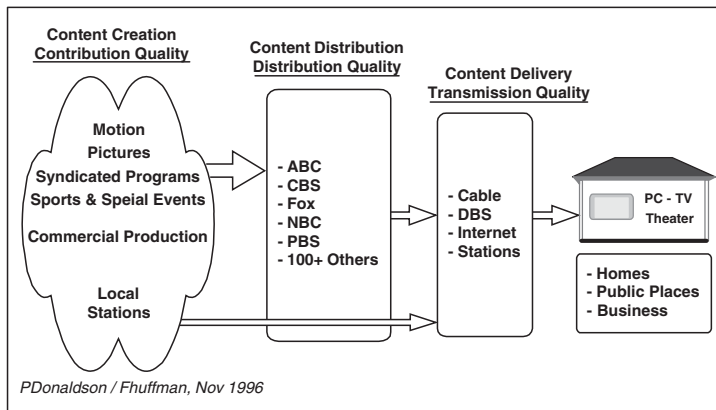 Content Creation
Contribution Quality
Content Distribution
Distribution Quality
Content Delivery
Transmission Quality
Motion
Pictures
Syndicated Programs
Sports & Speial Events
Commercial Production
Local
Stations
- ABC
- CBS
- Fox
- NBC
- PBS
- 100+ Others
- Cable
- DBS
- Internet
- Stations
PC - TV
Theater
- Homes
- Public Places
- Business
PDonaldson / Fhuffman, Nov 1996